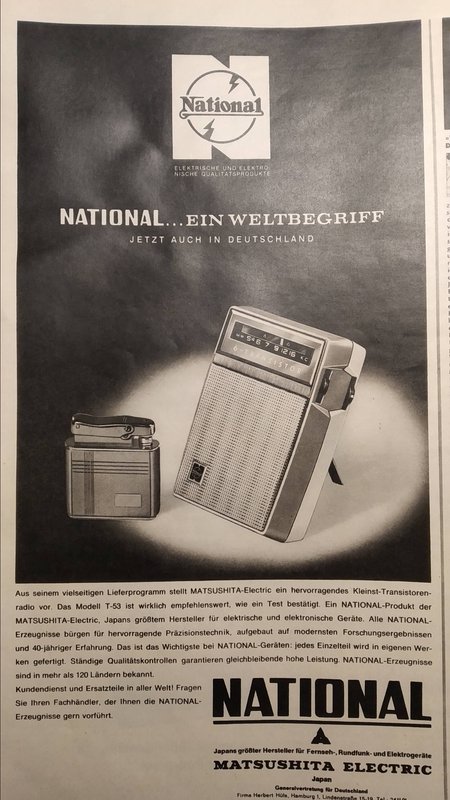 National
ELEKTRISCHE UND ELEKTRO
NISCHE QUALITÄTSPRODUKTE
NATIONAL...EIN WELTBEGRIFF
JETZT AUCH IN DEUTSCHLAND
6-TRANSISTOR
Aus seinem vielseitigen Lieferprogramm stellt MATSUSHITA-Electric ein hervorragendes Kleinst-Transistoren-
radio vor. Das Modell T-53 ist wirklich empfehlenswert, wie ein Test bestätigt. Ein NATIONAL-Produkt der
MATSUSHITA-Electric, Japans größtem Hersteller für elektrische und elektronische Geräte. Alle NATIONAL-
Erzeugnisse bürgen für hervorragende Präzisionstechnik, aufgebaut auf modernsten Forschungsergebnissen
und 40-jähriger Erfahrung. Das ist das Wichtigste bei NATIONAL-Geräten: jedes Einzelteil wird in eigenen Wer-
ken gefertigt. Ständige Qualitätskontrollen garantieren gleichbleibende hohe Leistung. NATIONAL-Erzeugnisse
sind in mehr als 120 Ländern bekannt.
Kundendienst und Ersatzteile in aller Welt! Fragen
Sie Ihren Fachhändler, der Ihnen die NATIONAL-
Erzeugnisse gern vorführt.
NATIONAL
Japans größter Hersteller für Fernseh-, Rundfunk- und Elektrogeräte
MATSUSHITA ELECTRIC
Japan
Generalvertretung für Deutschland
Firma Herbert Hüls, Hamburg 1, Lindenstraße 15-19, Tel.: